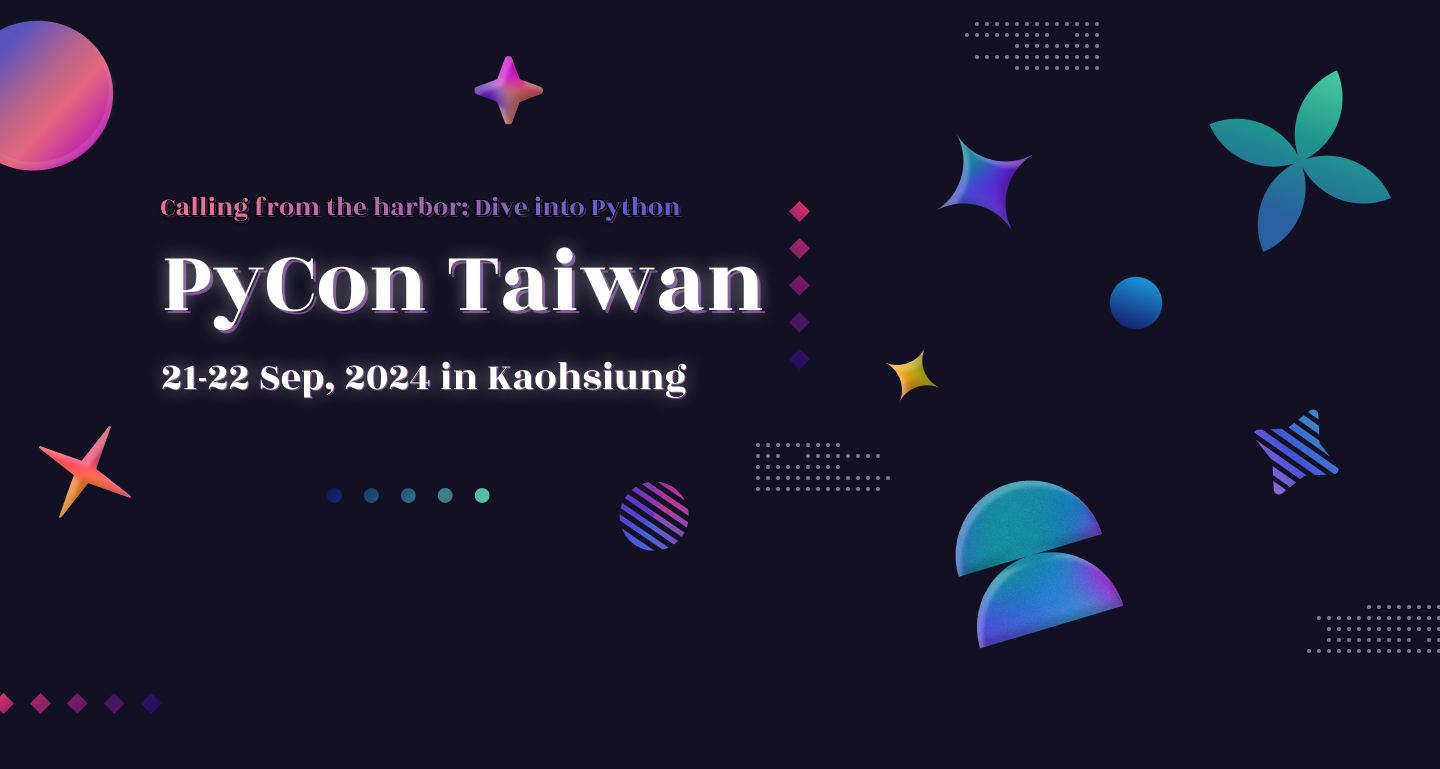 Calling from the harbor: Dive into Python
PyCon Taiwan
21-22 Sep, 2024 in Kaohsiung